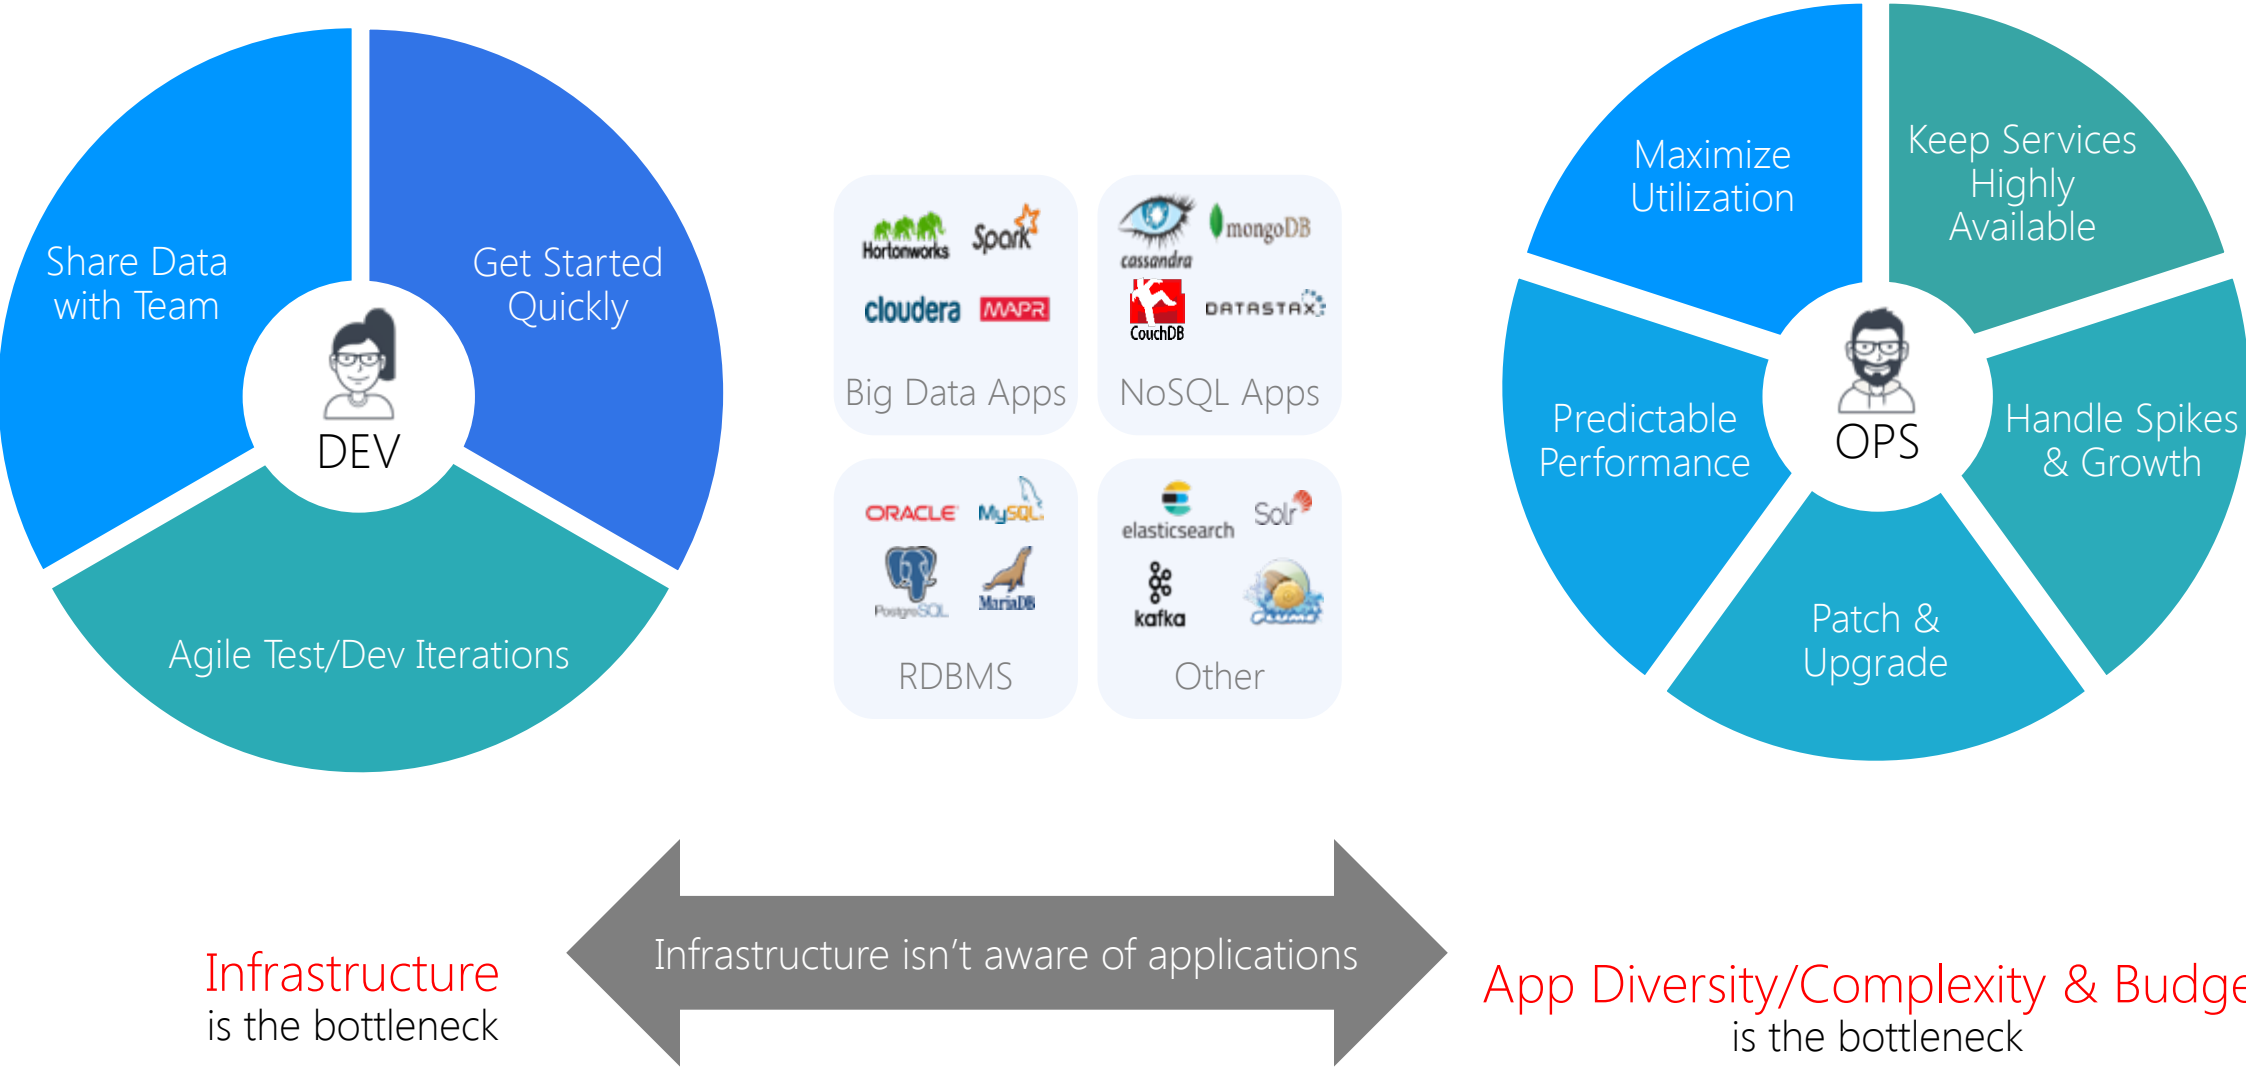 Share Data
with Team
Get Started
Quickly
DEV
Agile Test/Dev Iterations
Hortonworks
Spark
cloudera
MAPR
Big Data Apps
cassandra
mongoDB
CouchDB
DATASTAX
NoSQL Apps
ORACLE
MySQL
PostgreSQL
MariaDB
RDBMS
elasticsearch
Solr
kafka
Other
Maximize
Utilization
Keep Services
Highly
Available
Predictable
Performance
OPS
Handle Spikes
& Growth
Patch &
Upgrade
Infrastructure
is the bottleneck
Infrastructure isn't aware of applications
App Diversity/Complexity & Budge
is the bottleneck